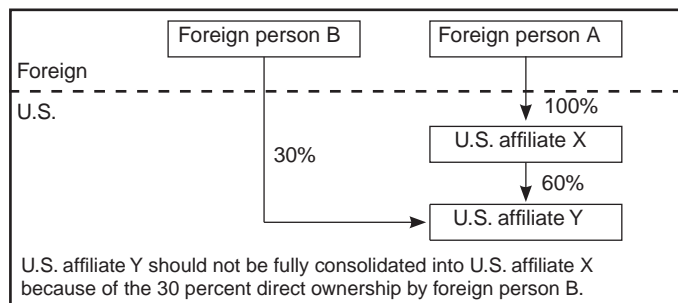 Foreign person B
Foreign person A
Foreign
U.S.
100%
U.S. affiliate X
30%
60%
U.S. affiliate Y
U.S. affiliate Y should not be fully consolidated into U.S. affiliate X
because of the 30 percent direct ownership by foreign person B.